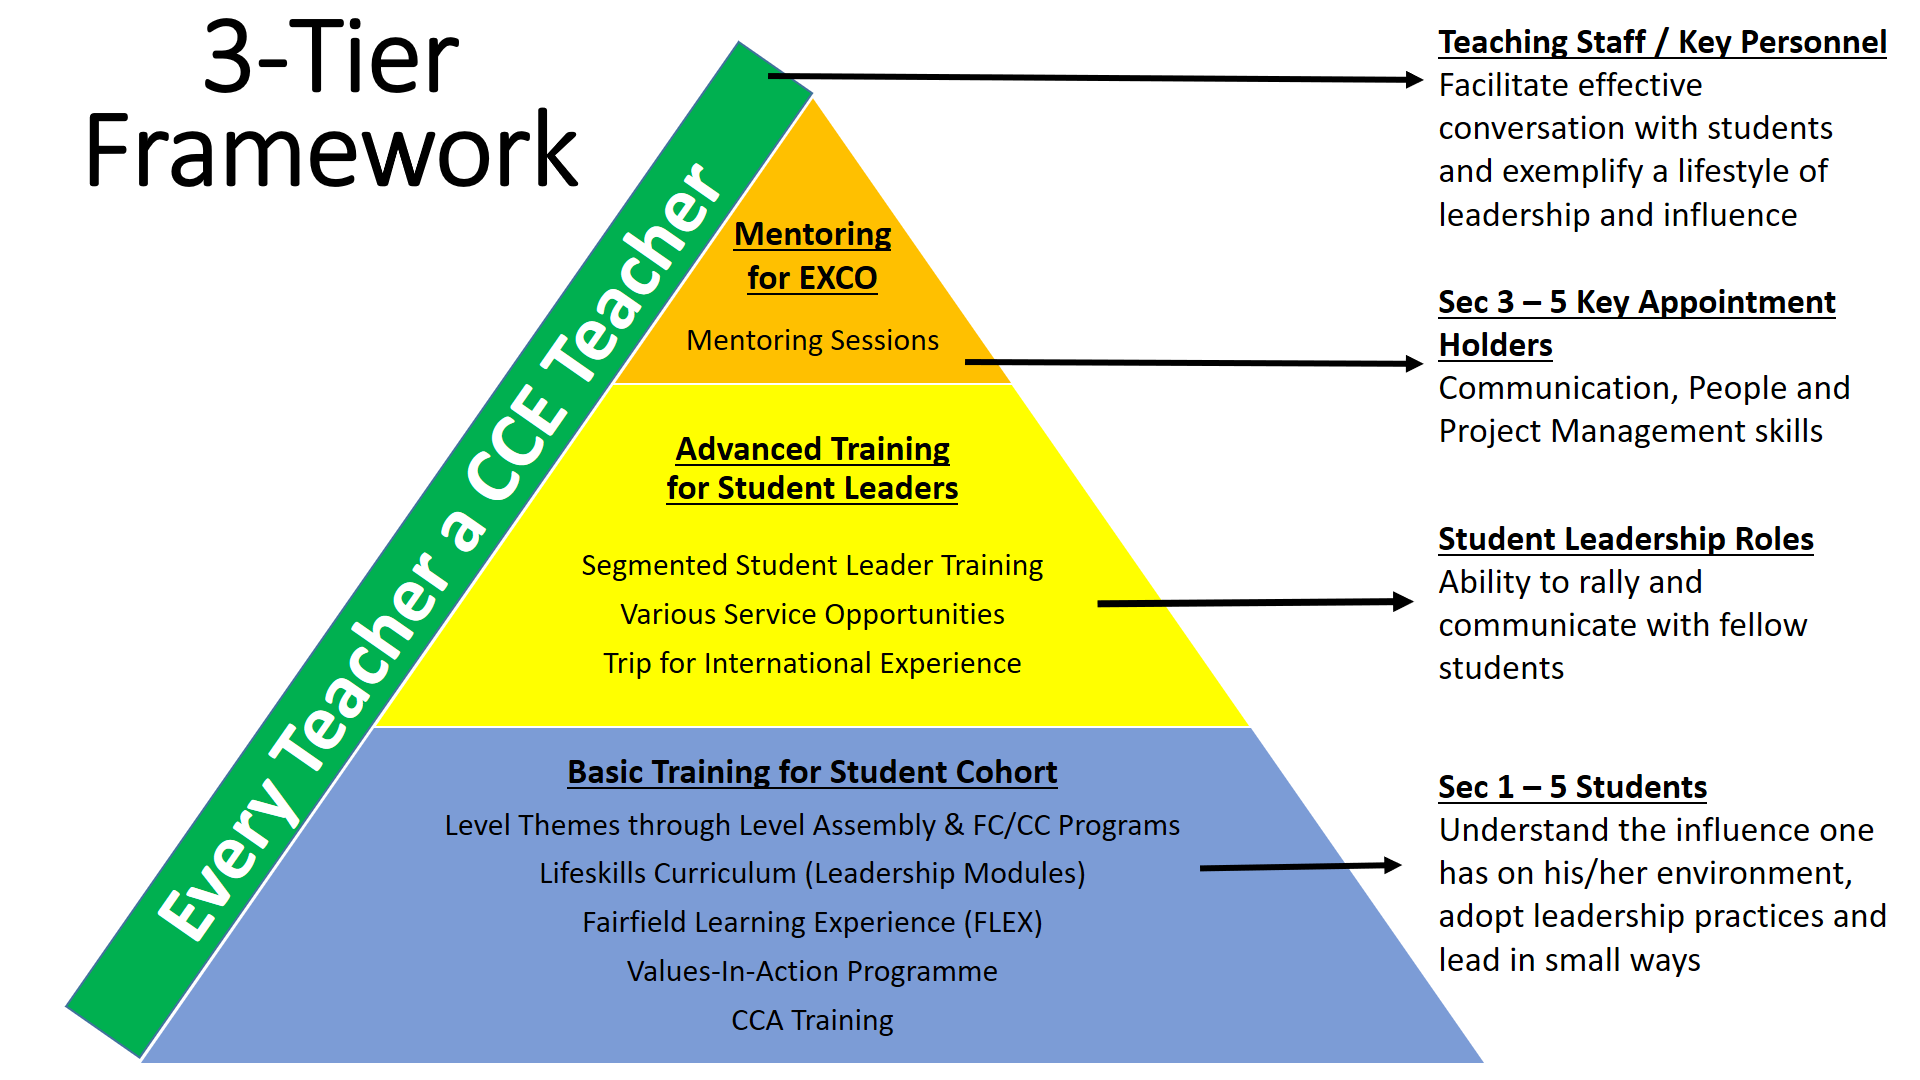 3-Tier
Framework
Every Teacher a CCE Teacher
Mentoring
for EXCO
Mentoring Sessions
Advanced Training
for Student Leaders
Segmented Student Leader Training
Various Service Opportunities
Trip for International Experience
Basic Training for Student Cohort
Level Themes through Level Assembly & FC/CC Programs
Lifeskills Curriculum (Leadership Modules)
Fairfield Learning Experience (FLEX)
Values-In-Action Programme
CCA Training
Teaching Staff / Key Personnel
Facilitate effective
conversation with students
and exemplify a lifestyle of
leadership and influence
Sec 3 – 5 Key Appointment
Holders
Communication, People and
Project Management skills
Student Leadership Roles
Ability to rally and
communicate with fellow
students
Sec 1 – 5 Students
Understand the influence one
has on his/her environment,
adopt leadership practices and
lead in small ways